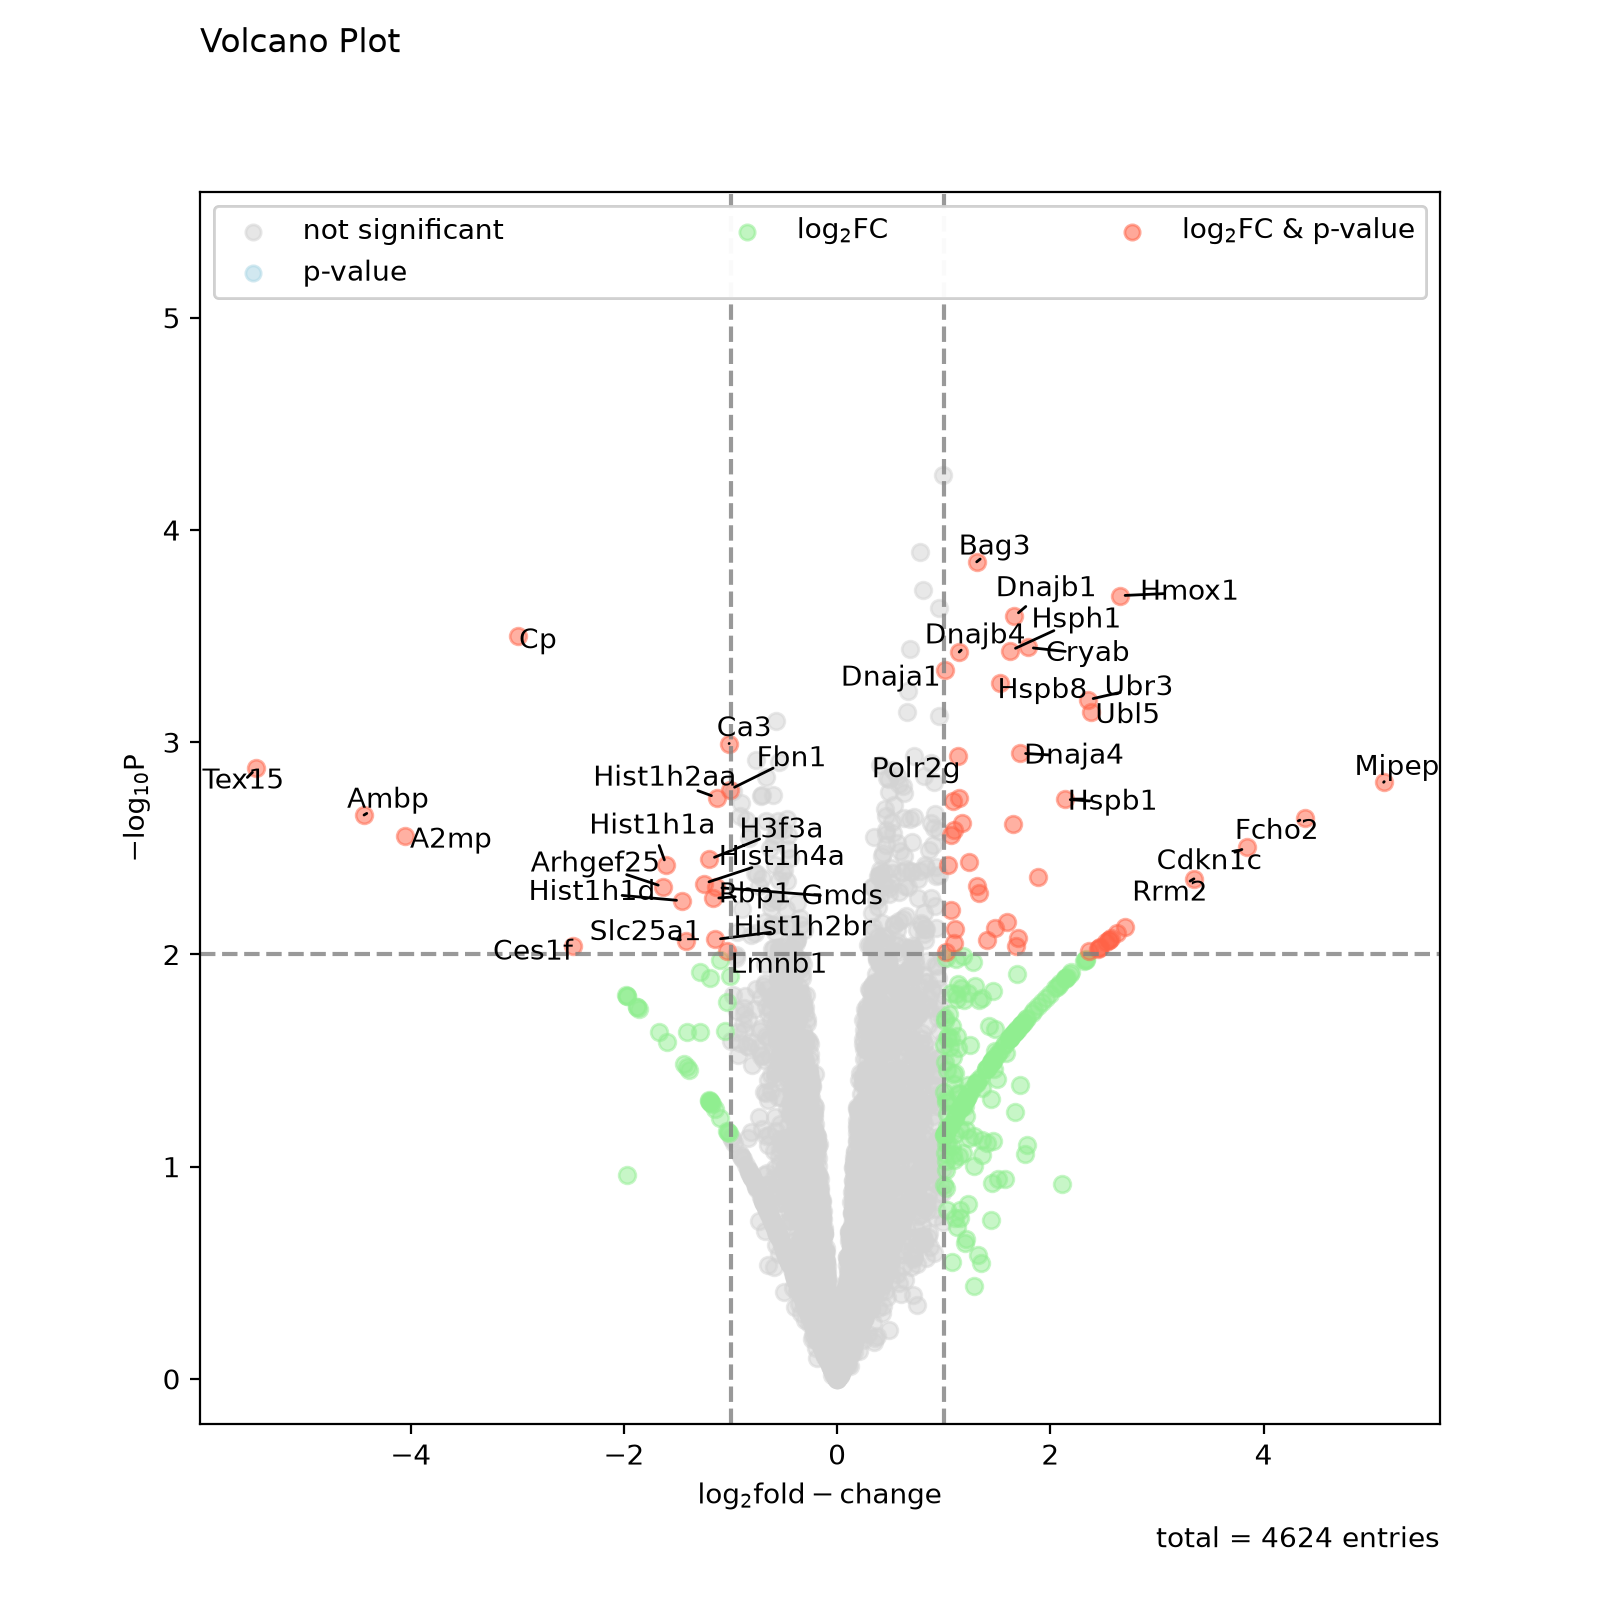 Volcano Plot
not significant
log₂FC
log₂FC & p-value
p-value
5
4
3
2
1
0
−log₁₀P
Bag3
Dnajb1
Hmox1
Hsph1
Dnajb4
Cp
Cryab
Dnaja1
Hspb8
Ubr3
Ubl5
Ca3
Fbn1
Dnaja4
Polr2g
Mipep
Hist1h2aa
Tex15
Ambp
Hspb1
Hist1h1a
H3f3a
Fcho2
A2mp
Hist1h4a
Arhgef25
Cdkn1c
Hist1h1d
Rbp1
Gmds
Rrm2
Slc25a1
Hist1h2br
Ces1f
Lmnb1
−4
−2
0
2
4
log₂fold − change
total = 4624 entries